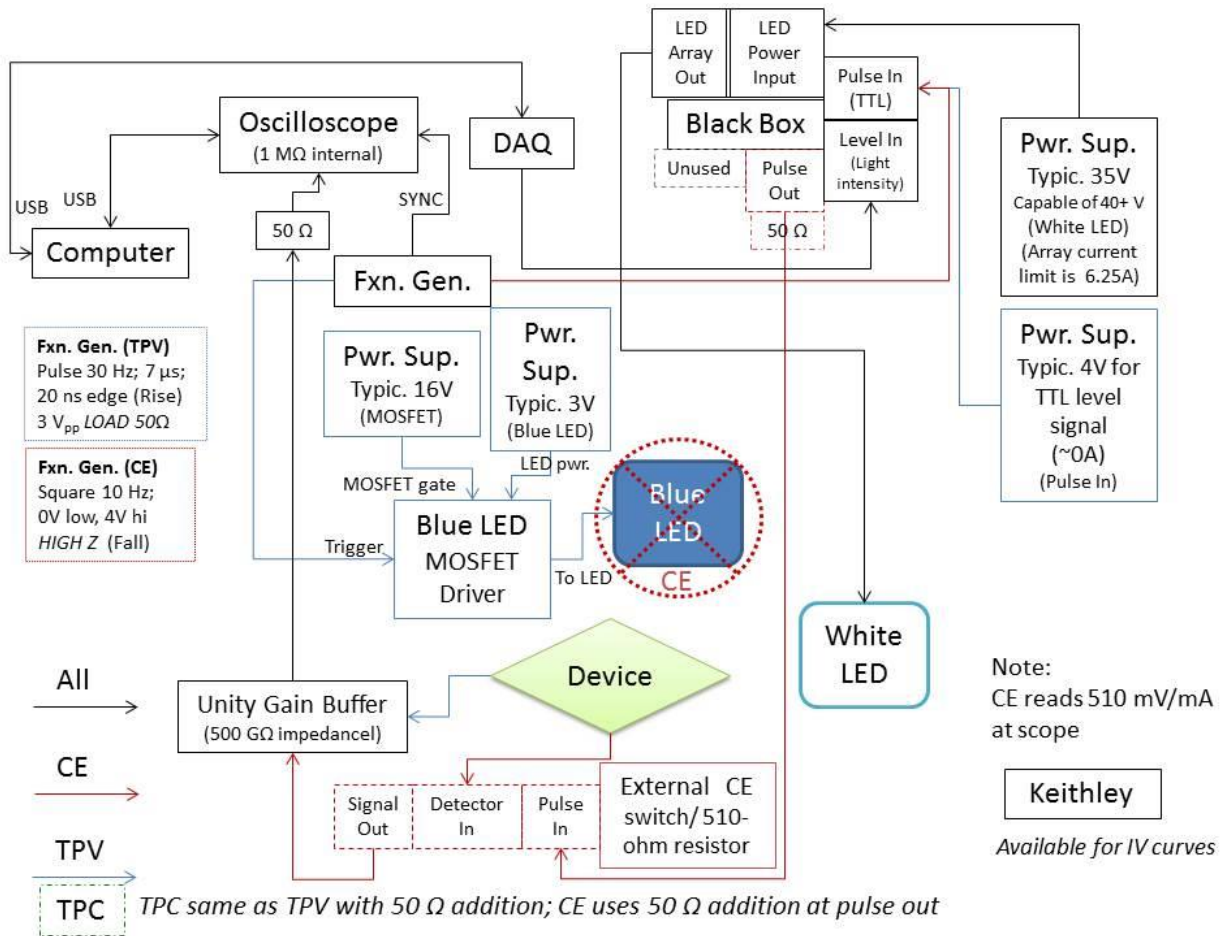 LED
Array
Out
LED
Power
Input
Pulse In
(TTL)
Black Box
Level In
(Light
intensity)
Unused
Pulse
Out
50 Ω
Oscilloscope
(1 MΩ internal)
DAQ
Pwr. Sup.
Typic. 35V
Capable of 40+ V
(White LED)
(Array current
limit is 6.25A)
USB
USB
SYNC
50 Ω
Computer
Fxn. Gen.
Fxn. Gen. (TPV)
Pulse 30 Hz; 7 µs;
20 ns edge (Rise)
3 Vpp LOAD 50Ω
Fxn. Gen. (CE)
Square 10 Hz;
0V low, 4V hi
HIGH Z (Fall)
Pwr. Sup.
Typic. 16V
(MOSFET)
Pwr.
Sup.
Typic. 3V
(Blue LED)
Pwr. Sup.
Typic. 4V for
TTL level
signal
(~0A)
(Pulse In)
LED pwr.
MOSFET gate
Trigger
Blue LED
MOSFET
Driver
To LED
Blue
LED
CE
White
LED
Device
Unity Gain Buffer
(500 GΩ impedancel)
All
CE
TPV
Signal
Out
Detector
In
Pulse
In
External CE
switch/ 510-
ohm resistor
Note:
CE reads 510 mV/mA
at scope
Keithley
Available for IV curves
TPC
TPC same as TPV with 50 Ω addition; CE uses 50 Ω addition at pulse out